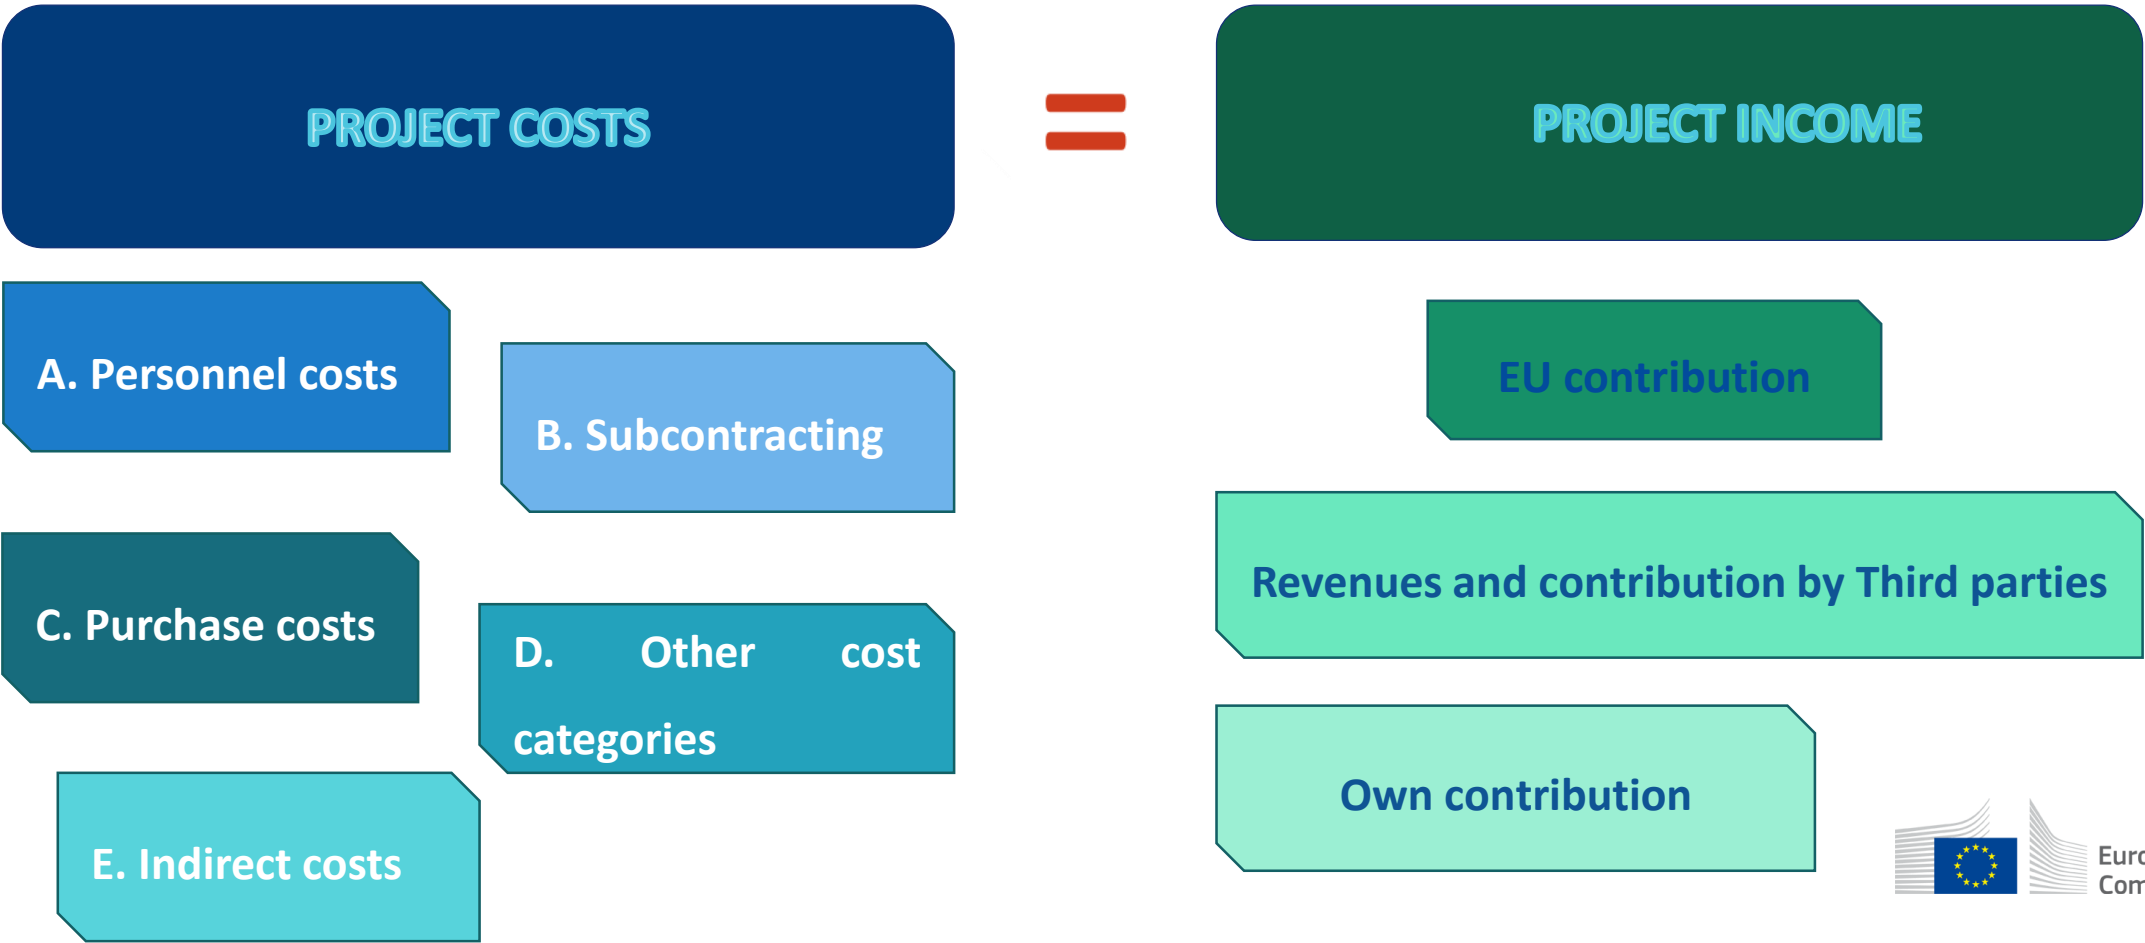 PROJECT COSTS
PROJECT INCOME
A. Personnel costs
B. Subcontracting
C. Purchase costs
D. Other cost
categories
E. Indirect costs
EU contribution
Revenues and contribution by Third parties
Own contribution